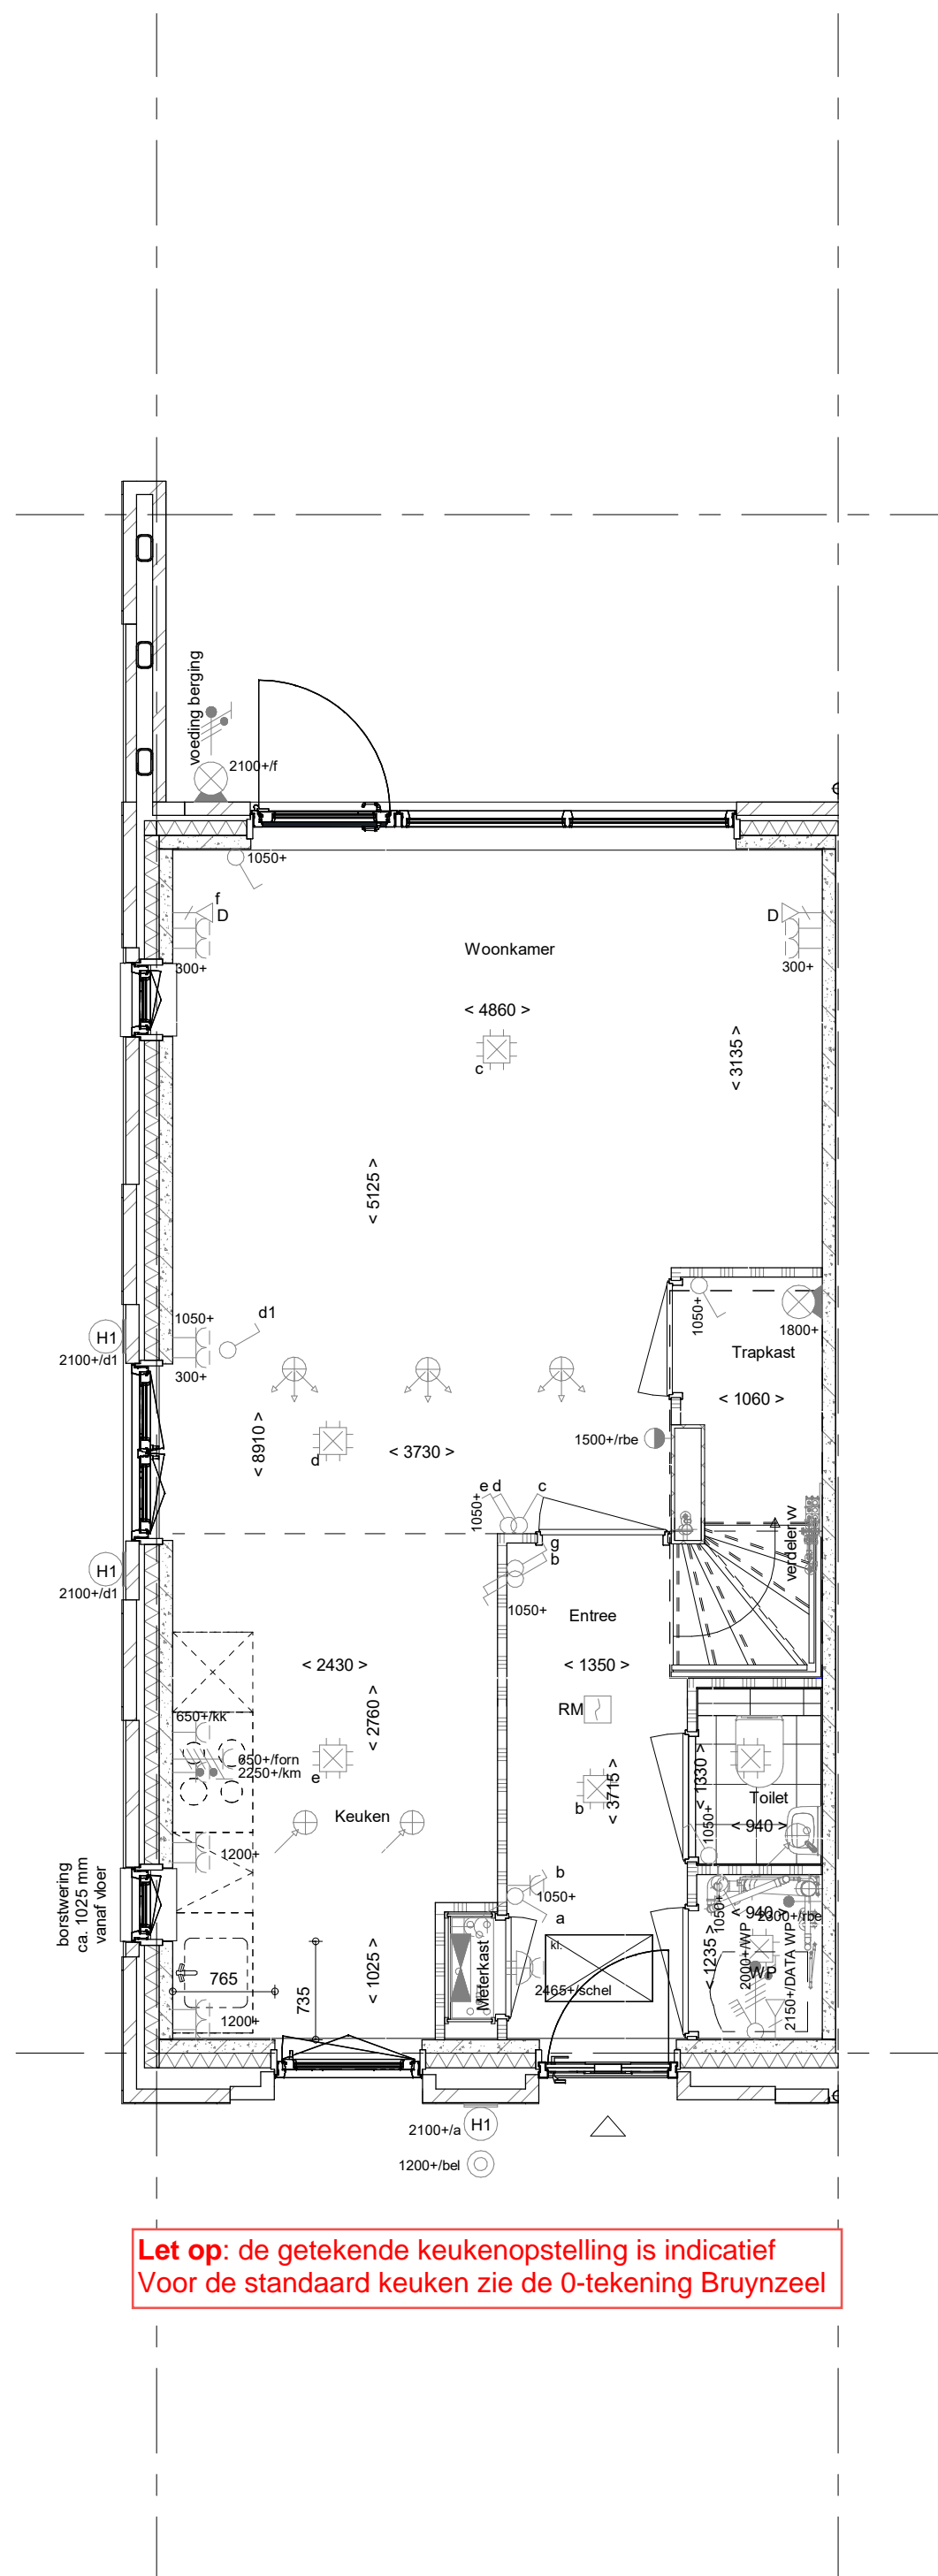 voeding berging
2100+/f
1050+
f
D
300+
D
300+
Woonkamer
< 4860 >
c
< 3135 >
< 5125 >
d1
1050+
H1
2100+/d1
300+
1050+
1800+
Trapkast
< 1060 >
< 8910 >
d
< 3730 >
1500+/rbe
e d
c
1050+
verdeler VV
g
b
1050+
H1
2100+/d1
Entree
< 2430 >
< 1350 >
< 2760 >
RM
650+/kk
650+/forn
2250+/km
e
b
< 3715 >
< 1330 >
Toilet
< 940 >
1050+
Keuken
1200+
b
1050+
a
borstwering
ca. 1025 mm
vanaf vloer
1050+
< 940 >
2300+/rbe
kl.
< 1235 >
2000+/WP
WP
2150+/DATA WP
765
735
< 1025 >
Meterkast
2465+/schel
1200+
2100+/a
H1
1200+/bel
Let op: de getekende keukenopstelling is indicatief
Voor de standaard keuken zie de 0-tekening Bruynzeel